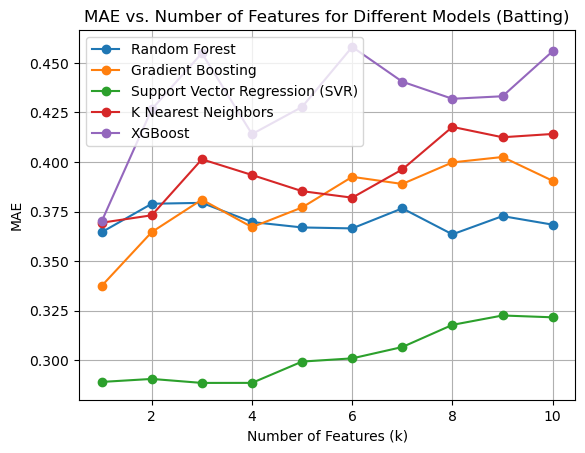 MAE vs. Number of Features for Different Models (Batting)
Random Forest
Gradient Boosting
Support Vector Regression (SVR)
K Nearest Neighbors
XGBoost
MAE
0.450
0.425
0.400
0.375
0.350
0.325
0.300
2 4 6 8 10
Number of Features (k)